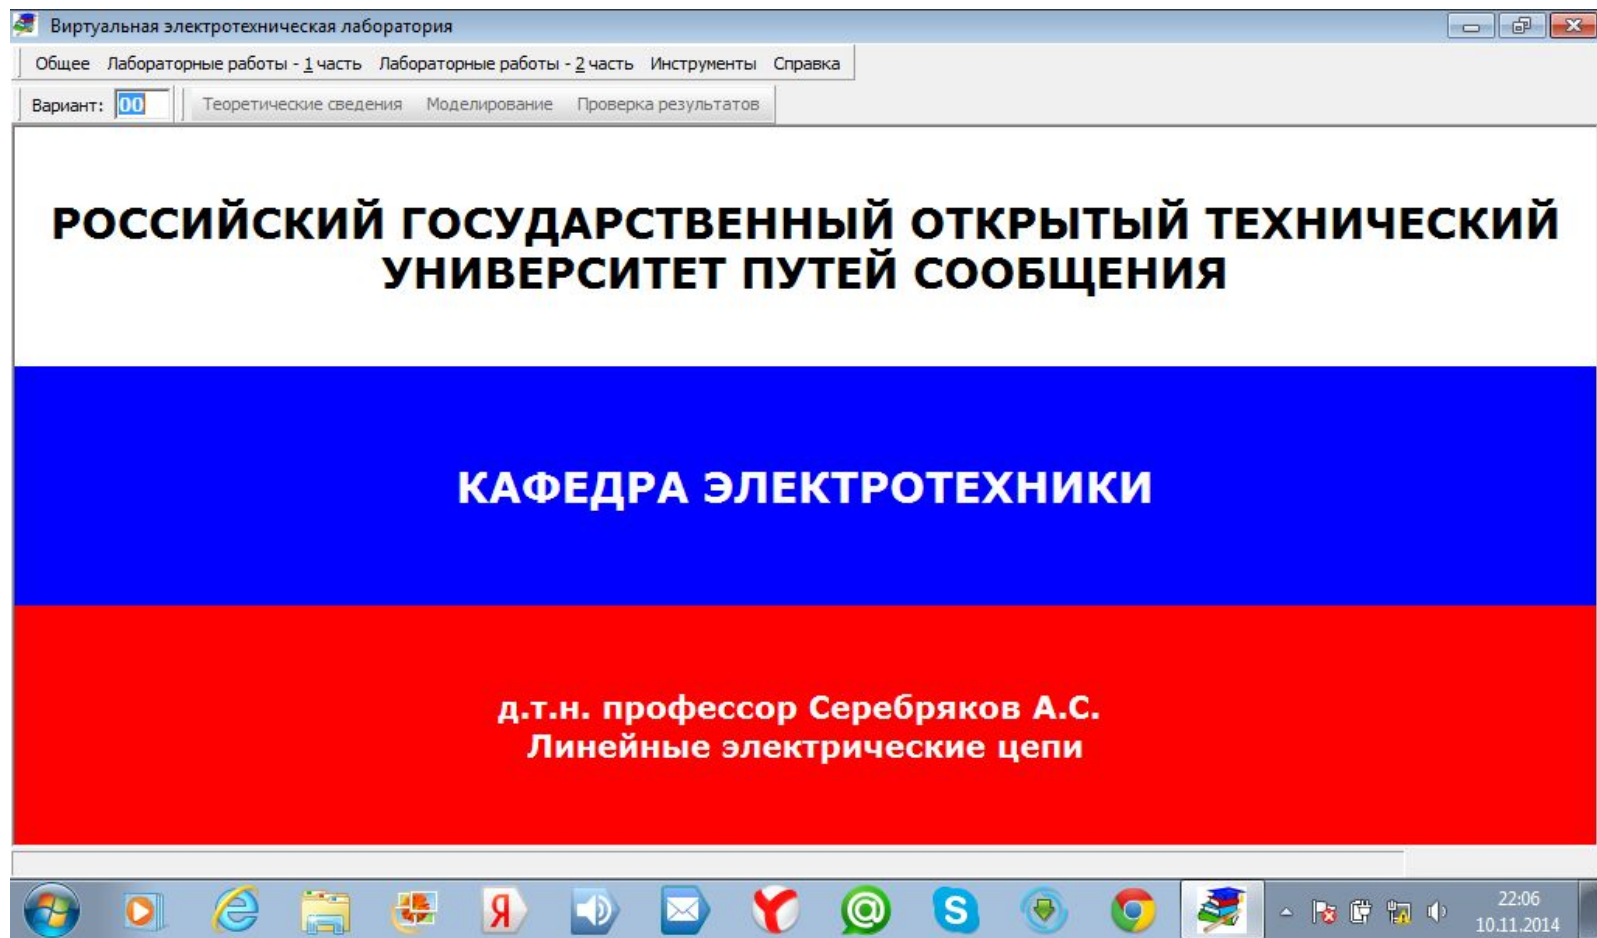 Виртуальная электротехническая лаборатория
Общее Лабораторные работы - 1 часть Лабораторные работы - 2 часть Инструменты Справка
Вариант: 00 Теоретические сведения Моделирование Проверка результатов
РОССИЙСКИЙ ГОСУДАРСТВЕННЫЙ ОТКРЫТЫЙ ТЕХНИЧЕСКИЙ
УНИВЕРСИТЕТ ПУТЕЙ СООБЩЕНИЯ
КАФЕДРА ЭЛЕКТРОТЕХНИКИ
д.т.н. профессор Серебряков А.С.
Линейные электрические цепи
22:06
10.11.2014